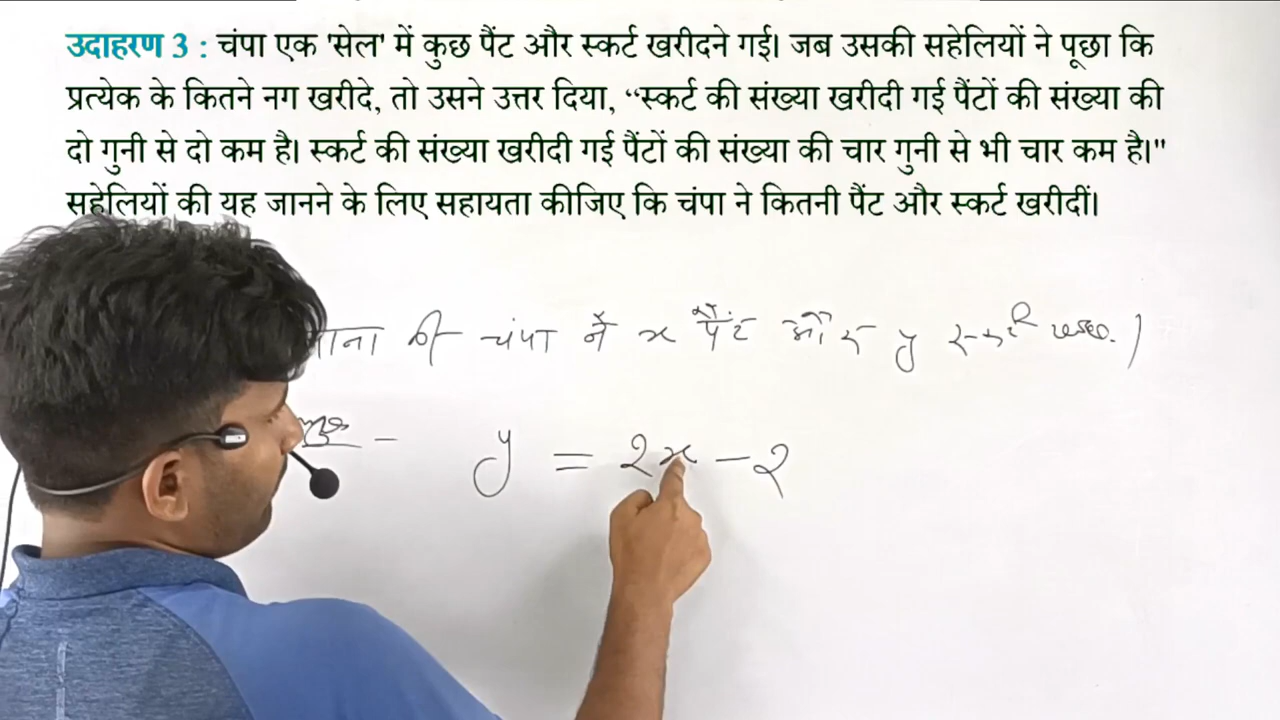 उदाहरण 3 : चंपा एक 'सेल' में कुछ पैंट और स्कर्ट खरीदने गई। जब उसकी सहेलियों ने पूछा कि
प्रत्येक के कितने नग खरीदे, तो उसने उत्तर दिया, “स्कर्ट की संख्या खरीदी गई पैंटों की संख्या की
दो गुनी से दो कम है। स्कर्ट की संख्या खरीदी गई पैंटों की संख्या की चार गुनी से भी चार कम है।"
सहेलियों की यह जानने के लिए सहायता कीजिए कि चंपा ने कितनी पैंट और स्कर्ट खरीदीं।
माना की चंपा ने x पैंट और y
y = 2x - 2